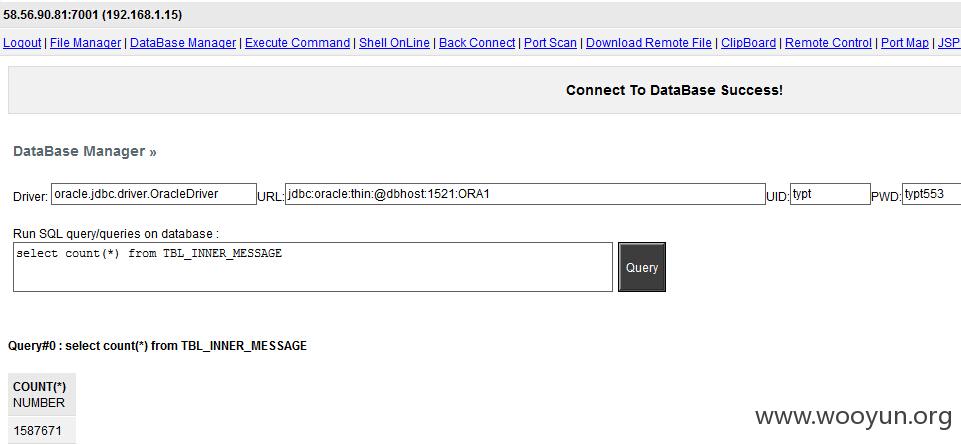 58.56.90.81:7001 (192.168.1.15)
Logout | File Manager | DataBase Manager | Execute Command | Shell OnLine | Back Connect | Port Scan | Download Remote File | ClipBoard | Remote Control | Port Map | JSP
Connect To DataBase Success!
DataBase Manager »
Driver: oracle.jdbc.driver.OracleDriver URL: jdbc:oracle:thin:@dbhost:1521:ORA1 UID: typt PWD: typt553
Run SQL query/queries on database :
select count(*) from TBL_INNER_MESSAGE
Query
Query#0 : select count(*) from TBL_INNER_MESSAGE
COUNT(*)
NUMBER
1587671
www.wooyun.org